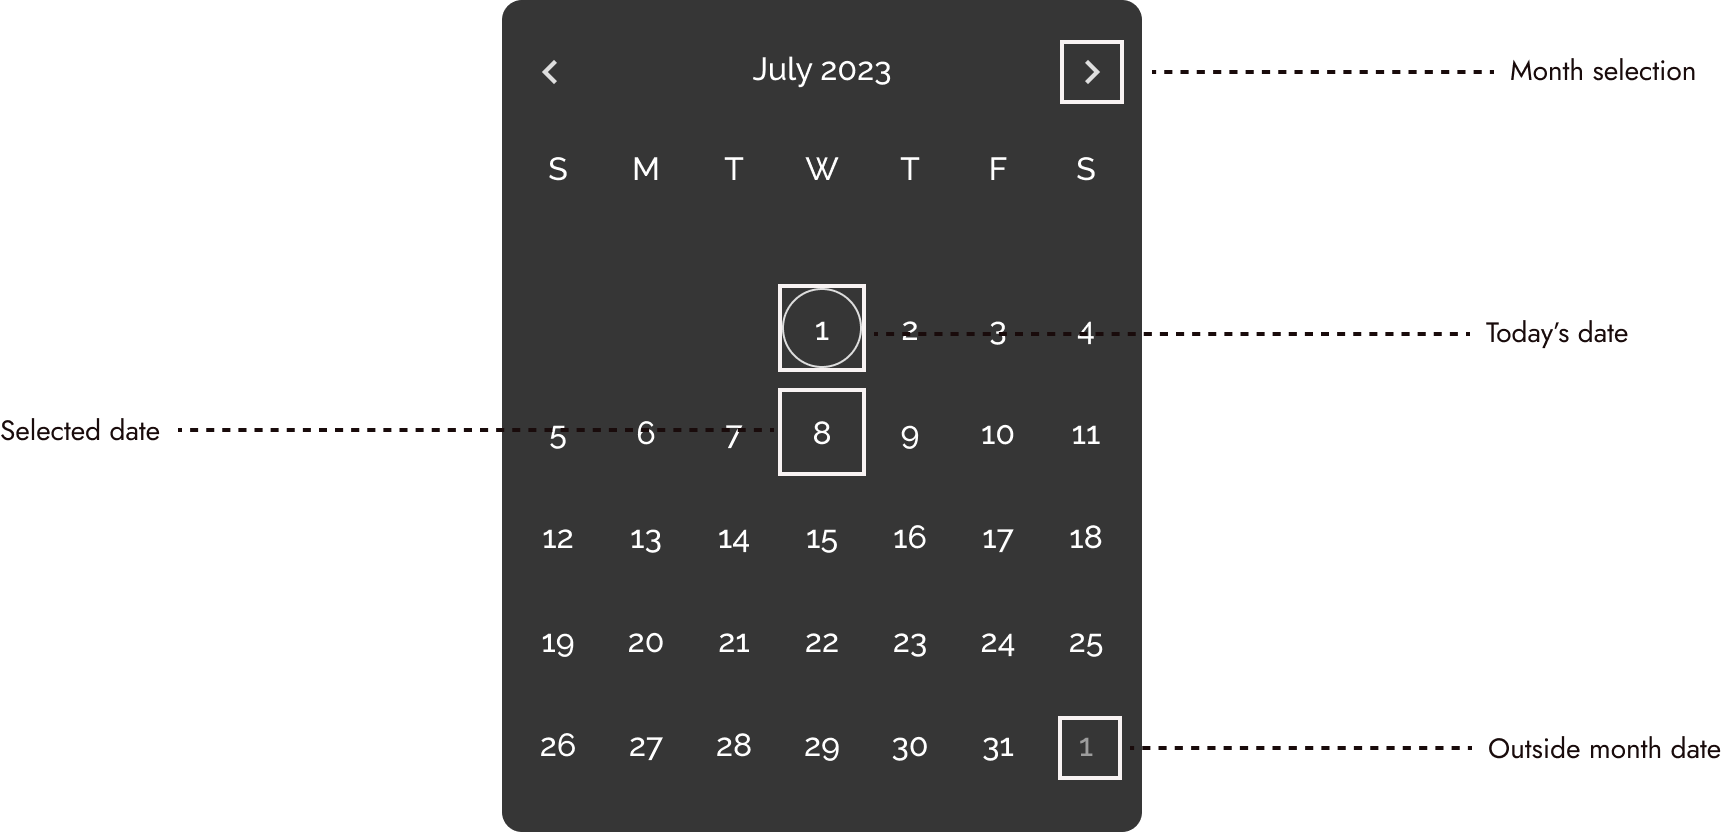 July 2023
Month selection
S M T W T F S
1 2 3 4
Today's date
Selected date
5 6 7 8 9 10 11
12 13 14 15 16 17 18
19 20 21 22 23 24 25
26 27 28 29 30 31 1
Outside month date